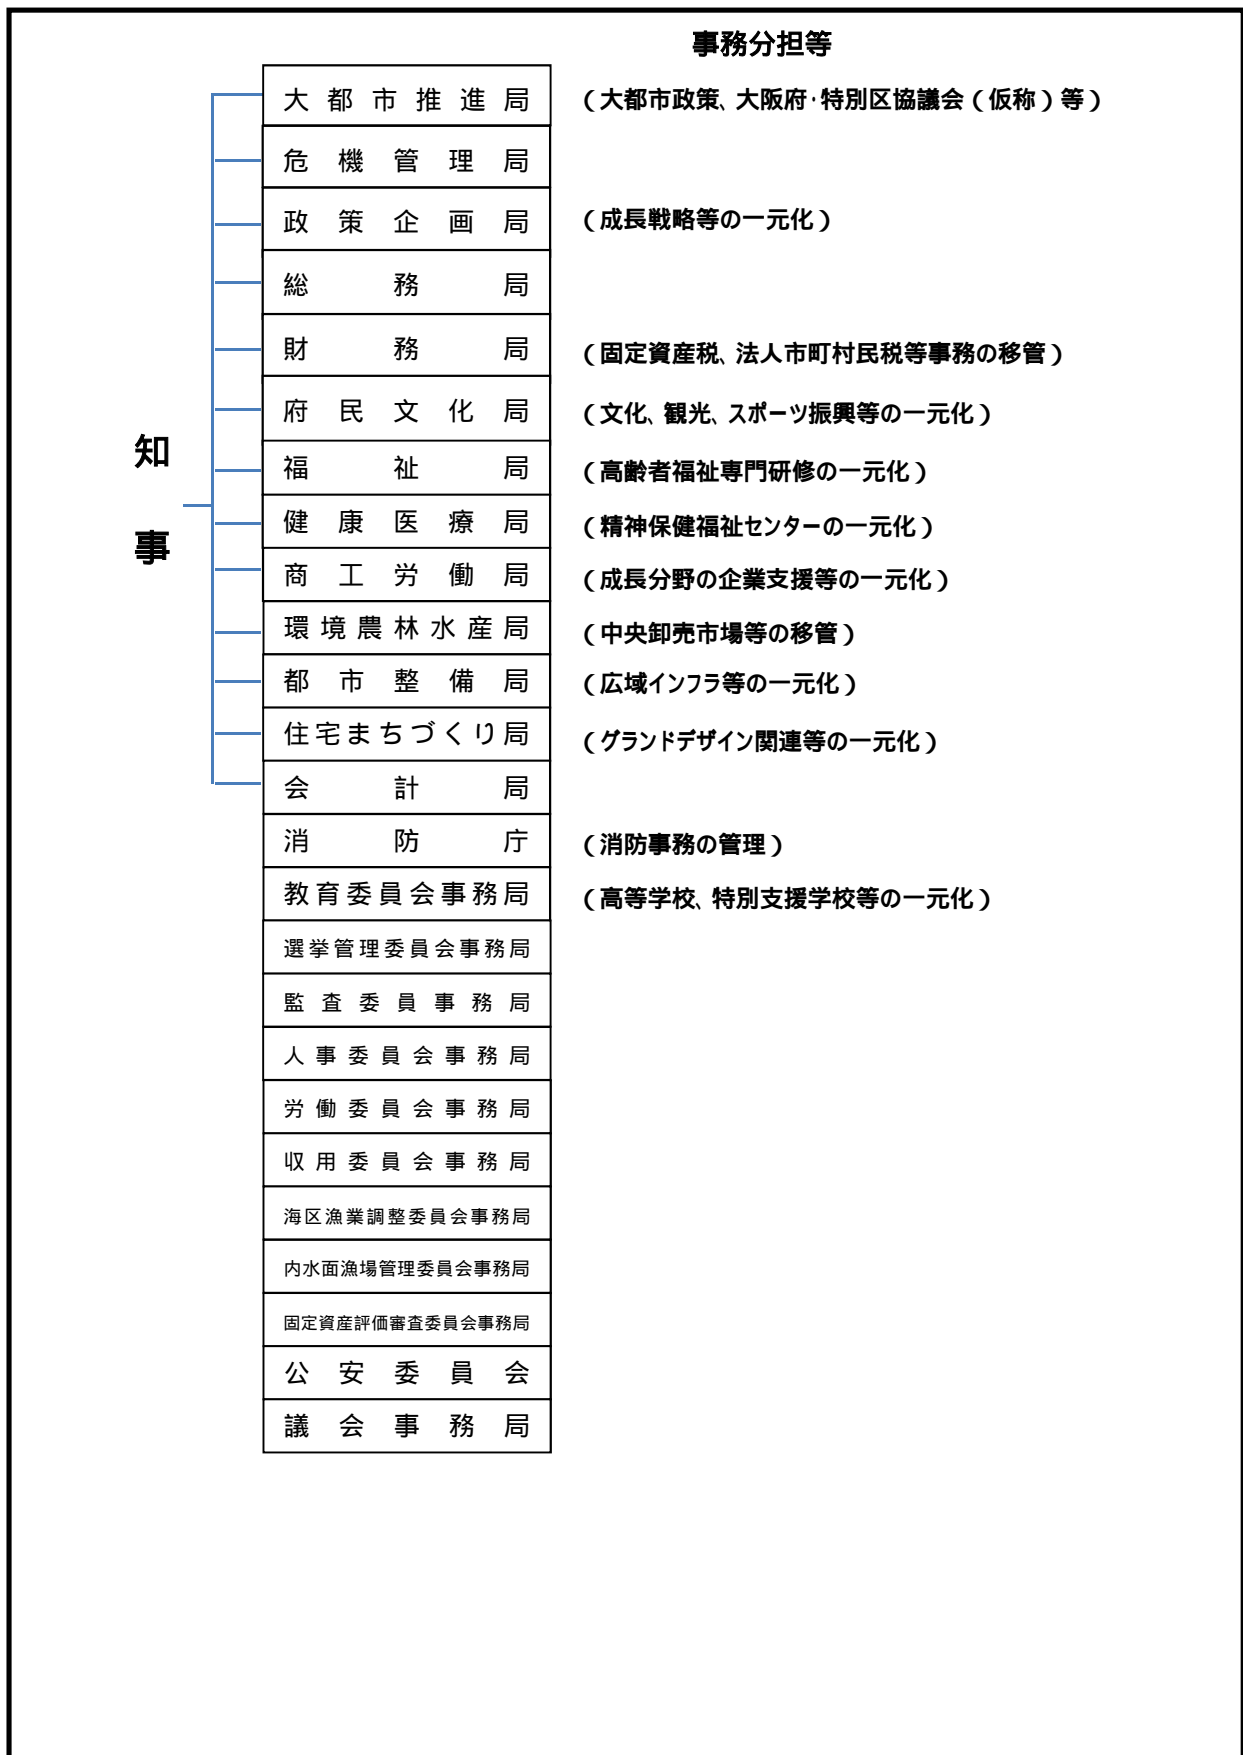 事務分担等
大都市推進局 （大都市政策、大阪府・特別区協議会（仮称）等）
危機管理局
政策企画局 （成長戦略等の一元化）
総務局
財務局 （固定資産税、法人市町村民税等事務の移管）
府民文化局 （文化、観光、スポーツ振興等の一元化）
知事
福祉局 （高齢者福祉専門研修の一元化）
健康医療局 （精神保健福祉センターの一元化）
商工労働局 （成長分野の企業支援等の一元化）
環境農林水産局 （中央卸売市場等の移管）
都市整備局 （広域インフラ等の一元化）
住宅まちづくり局 （グランドデザイン関連等の一元化）
会計局
消防庁 （消防事務の管理）
教育委員会事務局 （高等学校、特別支援学校等の一元化）
選挙管理委員会事務局
監査委員事務局
人事委員会事務局
労働委員会事務局
収用委員会事務局
海区漁業調整委員会事務局
内水面漁場管理委員会事務局
固定資産評価審査委員会事務局
公安委員会
議会事務局